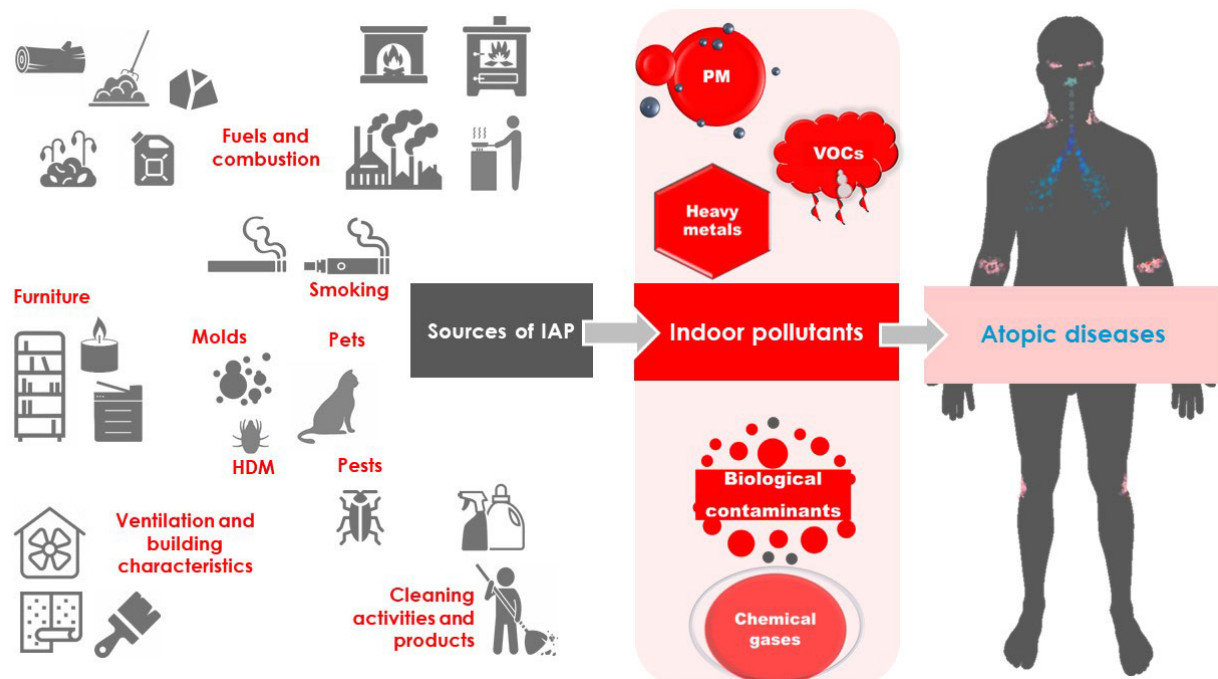 Fuels and
combustion
Smoking
Furniture
Molds
Pets
HDM
Pests
Ventilation and
building
characteristics
Cleaning
activities and
products
Sources of IAP
PM
VOCs
Heavy
metals
Indoor pollutants
Biological
contaminants
Chemical
gases
Atopic diseases